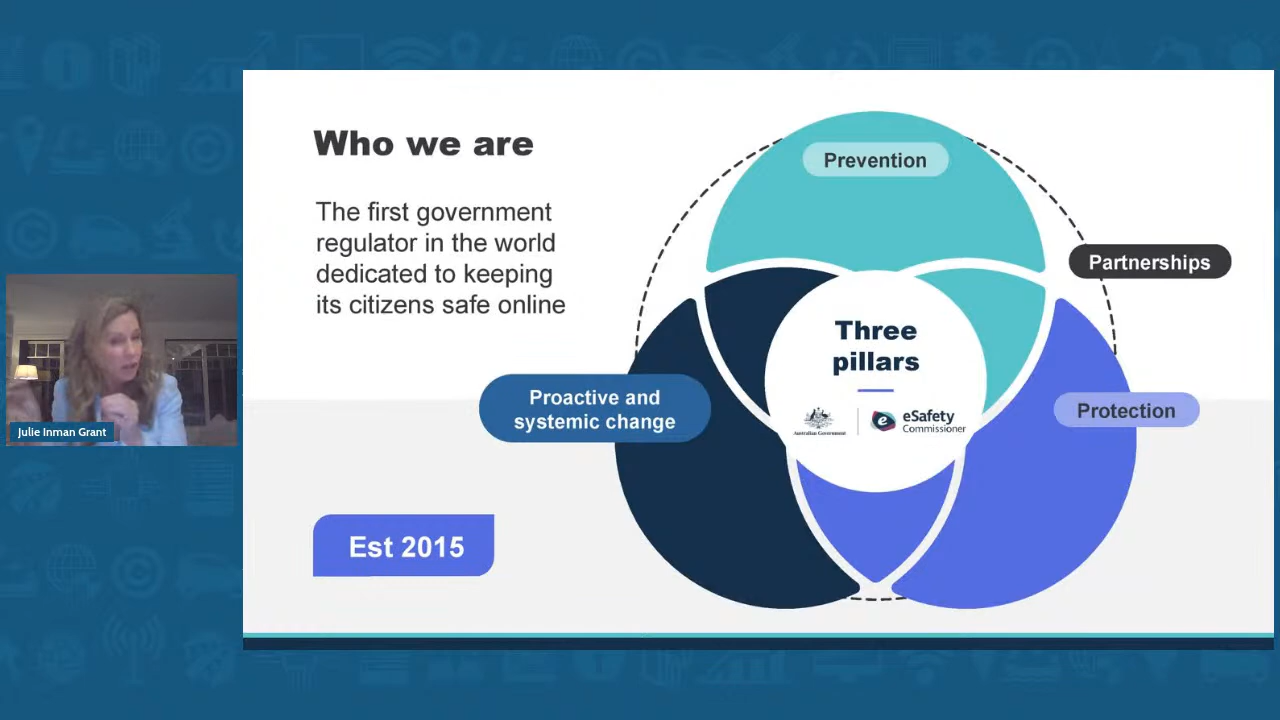 Who we are
The first government
regulator in the world
dedicated to keeping
its citizens safe online
Est 2015
Prevention
Partnerships
Three
pillars
Australian Government
eSafety
Commissioner
Proactive and
systemic change
Protection
Julie Inman Grant